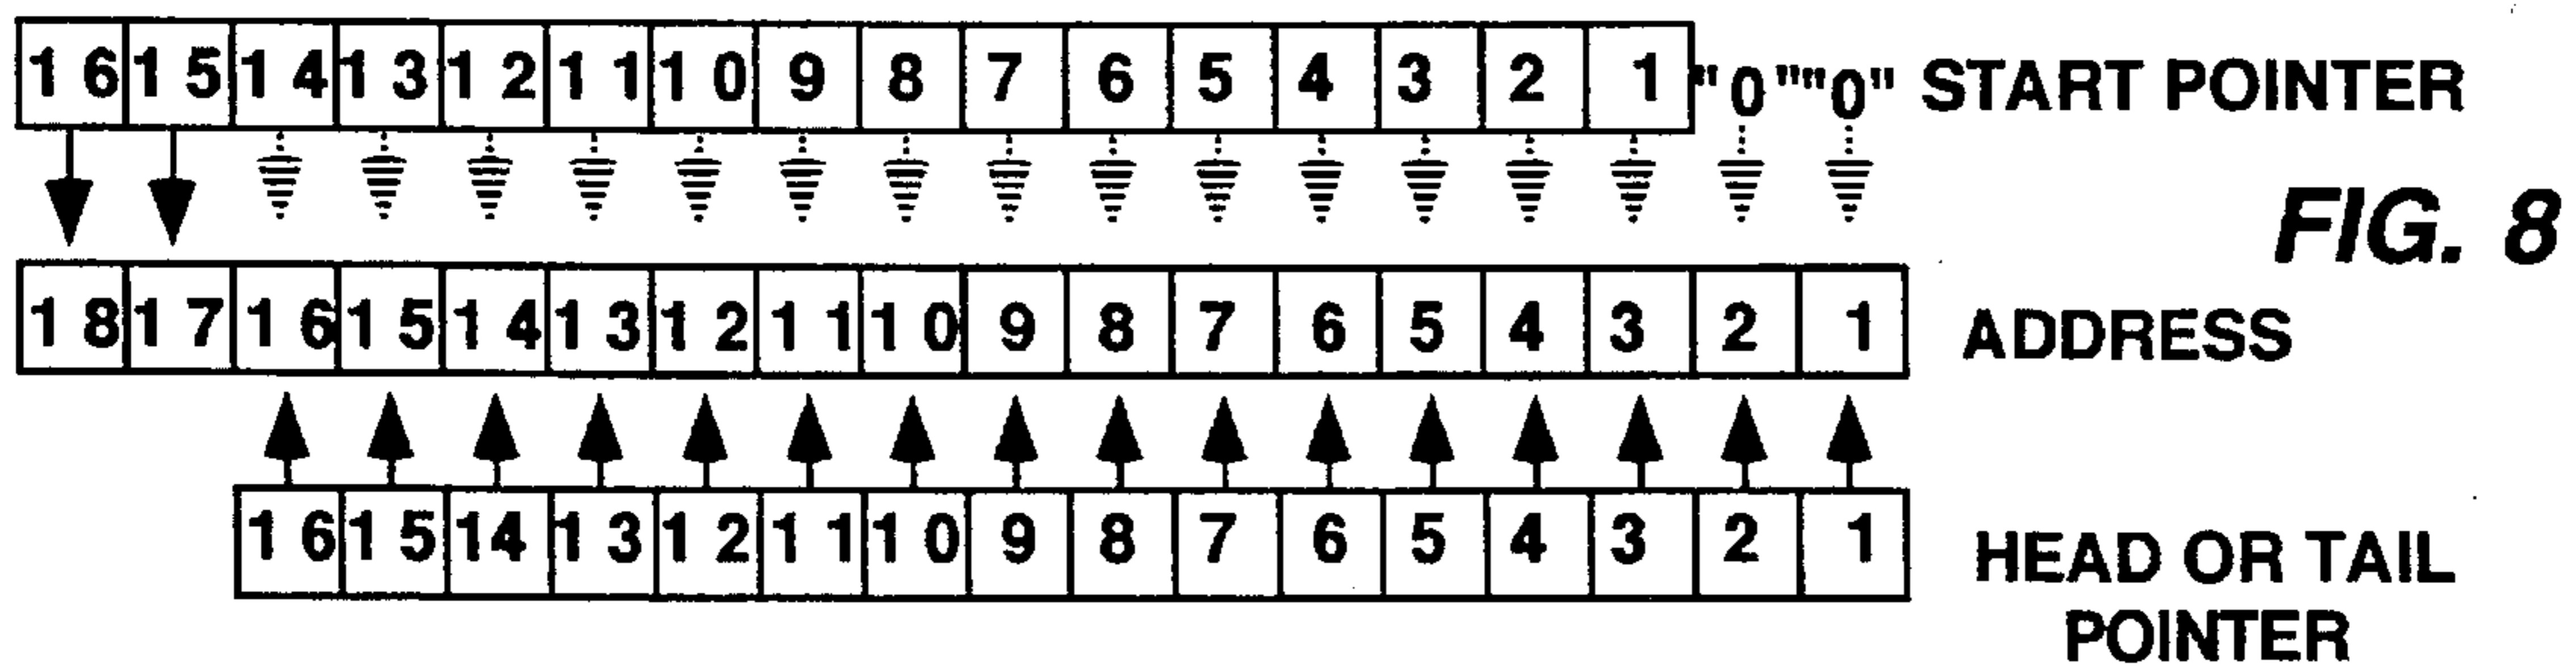 16 15 14 13 12 11 10 9 8 7 6 5 4 3 2 1 "0" "0" START POINTER
FIG. 8
18 17 16 15 14 13 12 11 10 9 8 7 6 5 4 3 2 1 ADDRESS
16 15 14 13 12 11 10 9 8 7 6 5 4 3 2 1 HEAD OR TAIL
POINTER